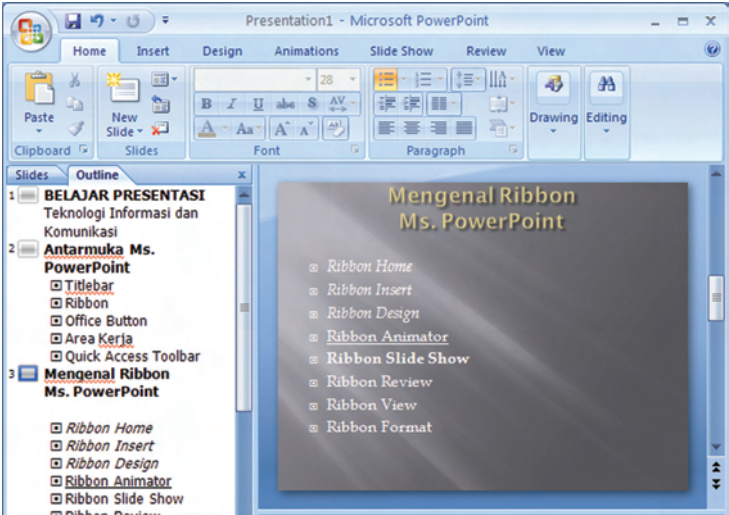 Presentation1 - Microsoft PowerPoint
Home Insert Design Animations Slide Show Review View
Paste
New
Slide
28
B I U abe S AV
A Aa A A
Drawing Editing
Clipboard Slides Font Paragraph
Slides Outline x
1 BELAJAR PRESENTASI
Teknologi Informasi dan
Komunikasi
2 Antarmuka Ms.
PowerPoint
Titlebar
Ribbon
Office Button
Area Kerja
Quick Access Toolbar
3 Mengenal Ribbon
Ms. PowerPoint
Ribbon Home
Ribbon Insert
Ribbon Design
Ribbon Animator
Ribbon Slide Show
Ribbon Review
Mengenal Ribbon
Ms. PowerPoint
Ribbon Home
Ribbon Insert
Ribbon Design
Ribbon Animator
Ribbon Slide Show
Ribbon Review
Ribbon View
Ribbon Format